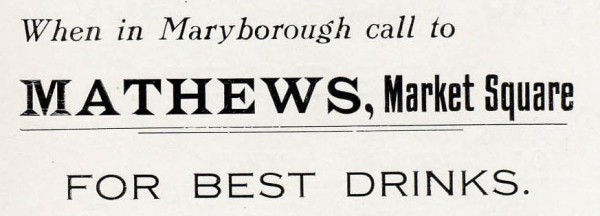 When in Maryborough call to
MATHEWS, Market Square
FOR BEST DRINKS.